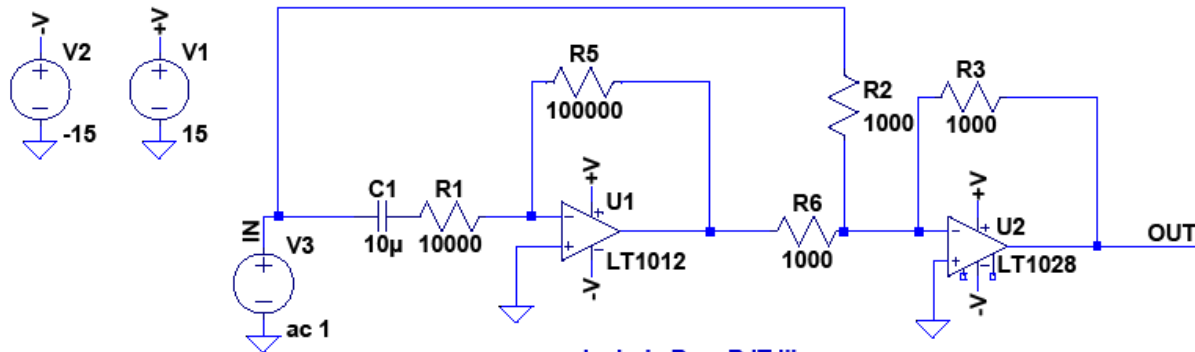 -V
+V
V2
V1
-15
15
R5
100000
R2
1000
R3
1000
C1
10µ
R1
10000
+V
U1
LT1012
-V
R6
1000
+V
U2
LT1028
-V
OUT
IN
V3
ac 1